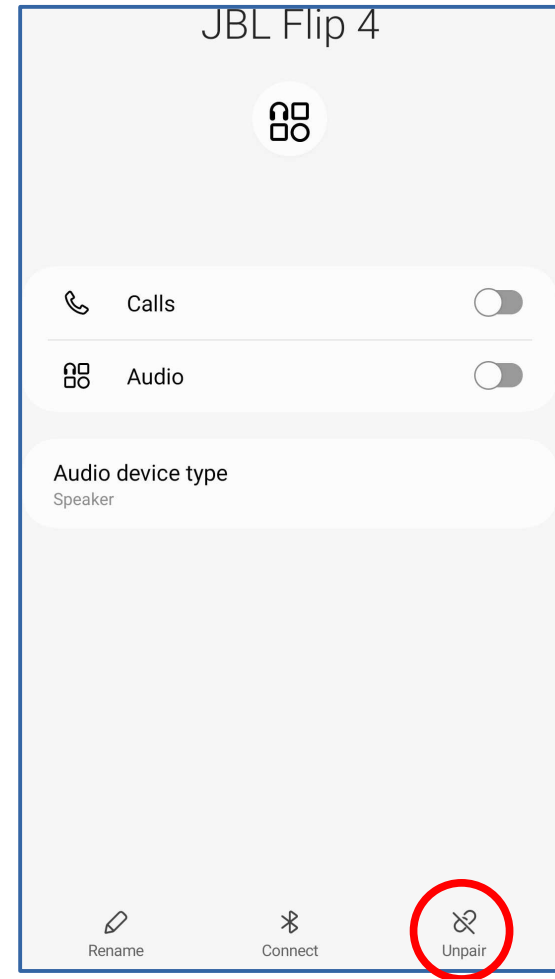 JBL Flip 4
Calls
Audio
Audio device type
Speaker
Rename
Connect
Unpair